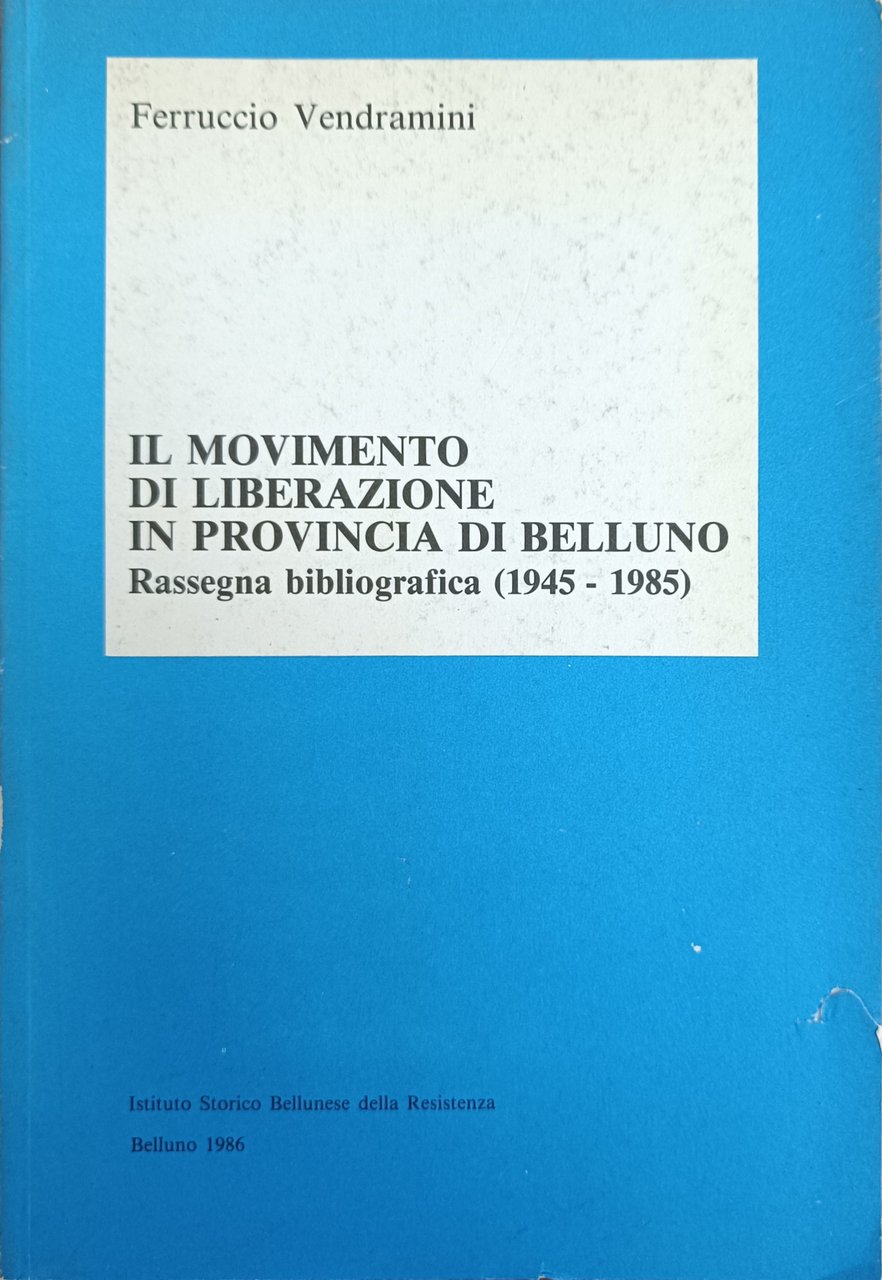 Ferruccio Vendramini
IL MOVIMENTO
DI LIBERAZIONE
IN PROVINCIA DI BELLUNO
Rassegna bibliografica (1945 - 1985)
Istituto Storico Bellunese della Resistenza
Belluno 1986